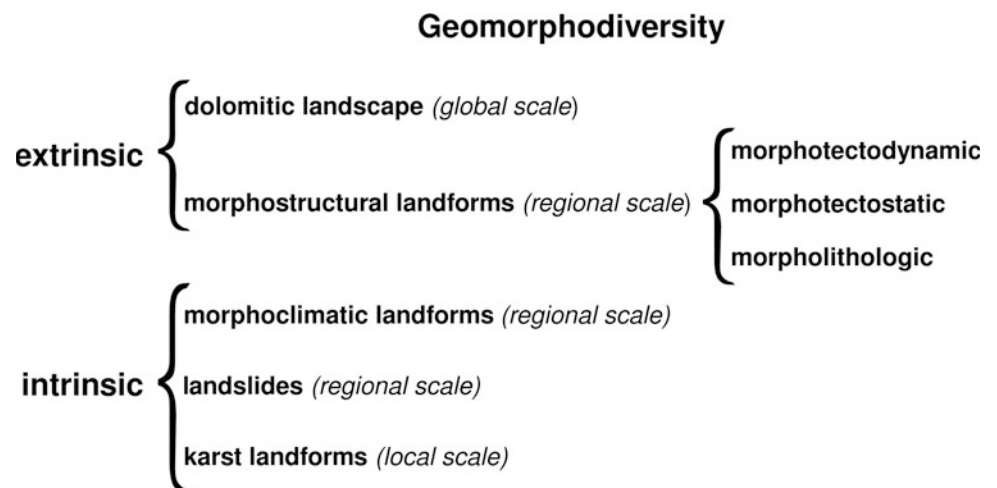 Geomorphodiversity
extrinsic
dolomitic landscape (global scale)
morphostructural landforms (regional scale)
morphotectodynamic
morphotectostatic
morpholithologic
intrinsic
morphoclimatic landforms (regional scale)
landslides (regional scale)
karst landforms (local scale)